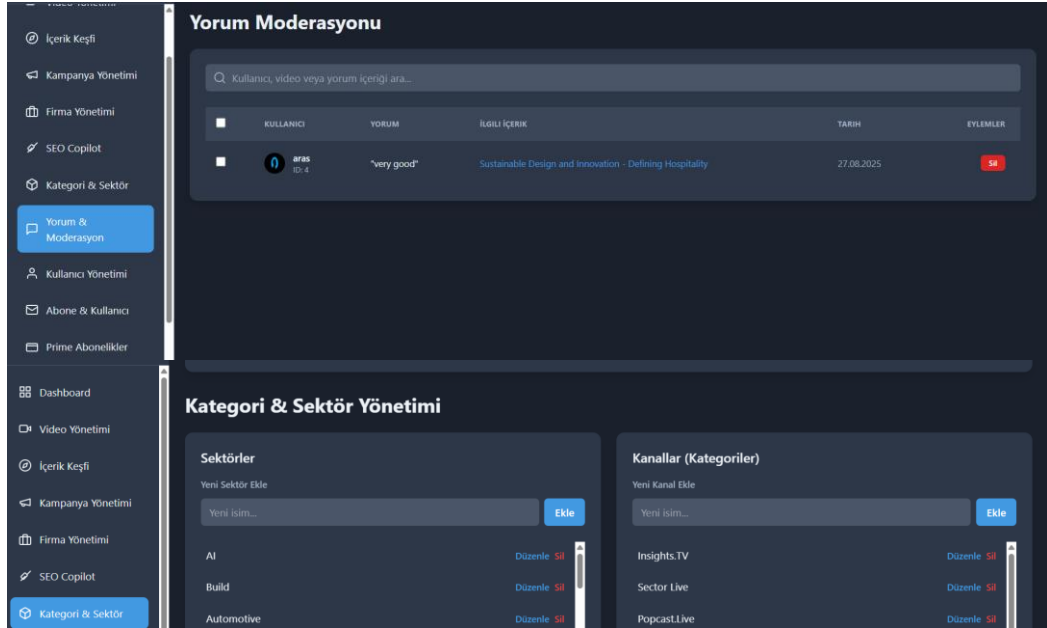 Video Yönetimi
İçerik Keşfi
Kampanya Yönetimi
Firma Yönetimi
SEO Copilot
Kategori & Sektör
Yorum &
Moderasyon
Kullanıcı Yönetimi
Abone & Kullanıcı
Prime Abonelikler
Yorum Moderasyonu
Kullanıcı, video veya yorum içeriği ara...
KULLANICI YORUM İLGILI İÇERIK TARIH EYLEMLER
aras
ID: 4
"very good" Sustainable Design and Innovation - Defining Hospitality 27.08.2025 Sil
Dashboard
Video Yönetimi
İçerik Keşfi
Kampanya Yönetimi
Firma Yönetimi
SEO Copilot
Kategori & Sektör
Kategori & Sektör Yönetimi
Sektörler
Yeni Sektör Ekle
Yeni isim... Ekle
AI Düzenle Sil
Build Düzenle Sil
Automotive Düzenle Sil
Kanallar (Kategoriler)
Yeni Kanal Ekle
Yeni isim... Ekle
Insights.TV Düzenle Sil
Sector Live Düzenle Sil
Popcast.Live Düzenle Sil